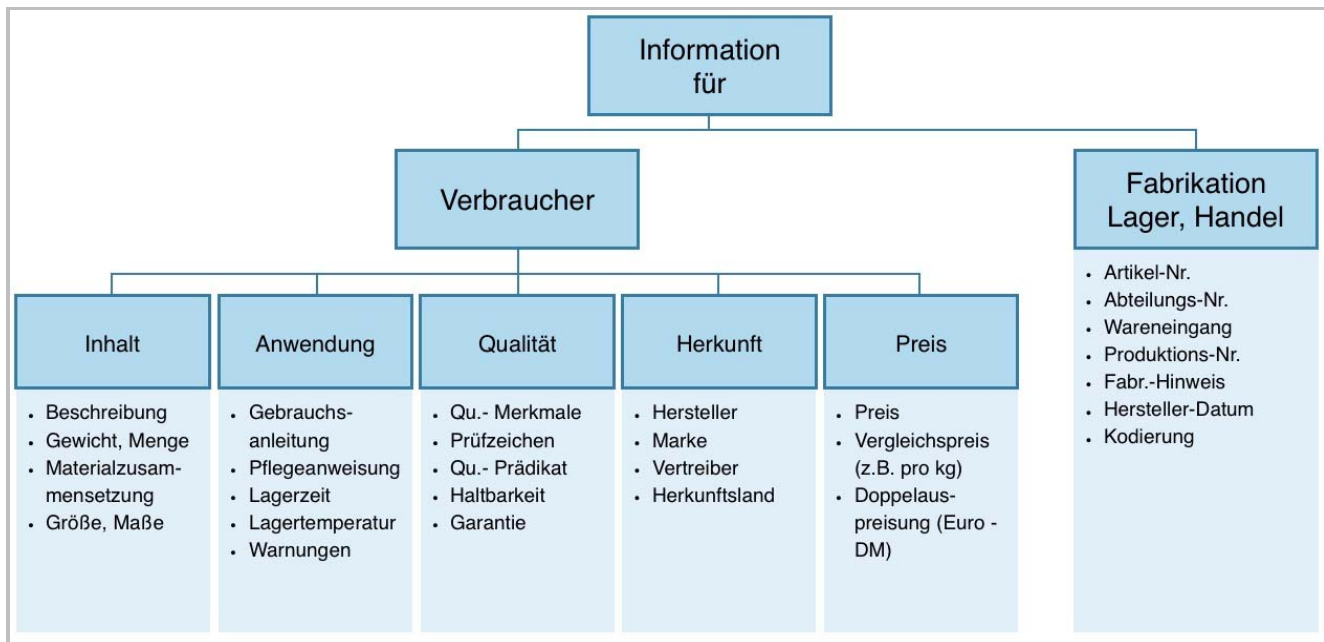 Information
für
Verbraucher
Fabrikation
Lager, Handel
Inhalt
Anwendung
Qualität
Herkunft
Preis
• Beschreibung
• Gewicht, Menge
• Materialzusam-
mensetzung
• Größe, Maße
• Gebrauchs-
anleitung
• Pflegeanweisung
• Lagerzeit
• Lagertemperatur
• Warnungen
• Qu.- Merkmale
• Prüfzeichen
• Qu.- Prädikat
• Haltbarkeit
• Garantie
• Hersteller
• Marke
• Vertreiber
• Herkunftsland
• Preis
• Vergleichspreis
(z.B. pro kg)
• Doppelaus-
preisung (Euro -
DM)
• Artikel-Nr.
• Abteilungs-Nr.
• Wareneingang
• Produktions-Nr.
• Fabr.-Hinweis
• Hersteller-Datum
• Kodierung